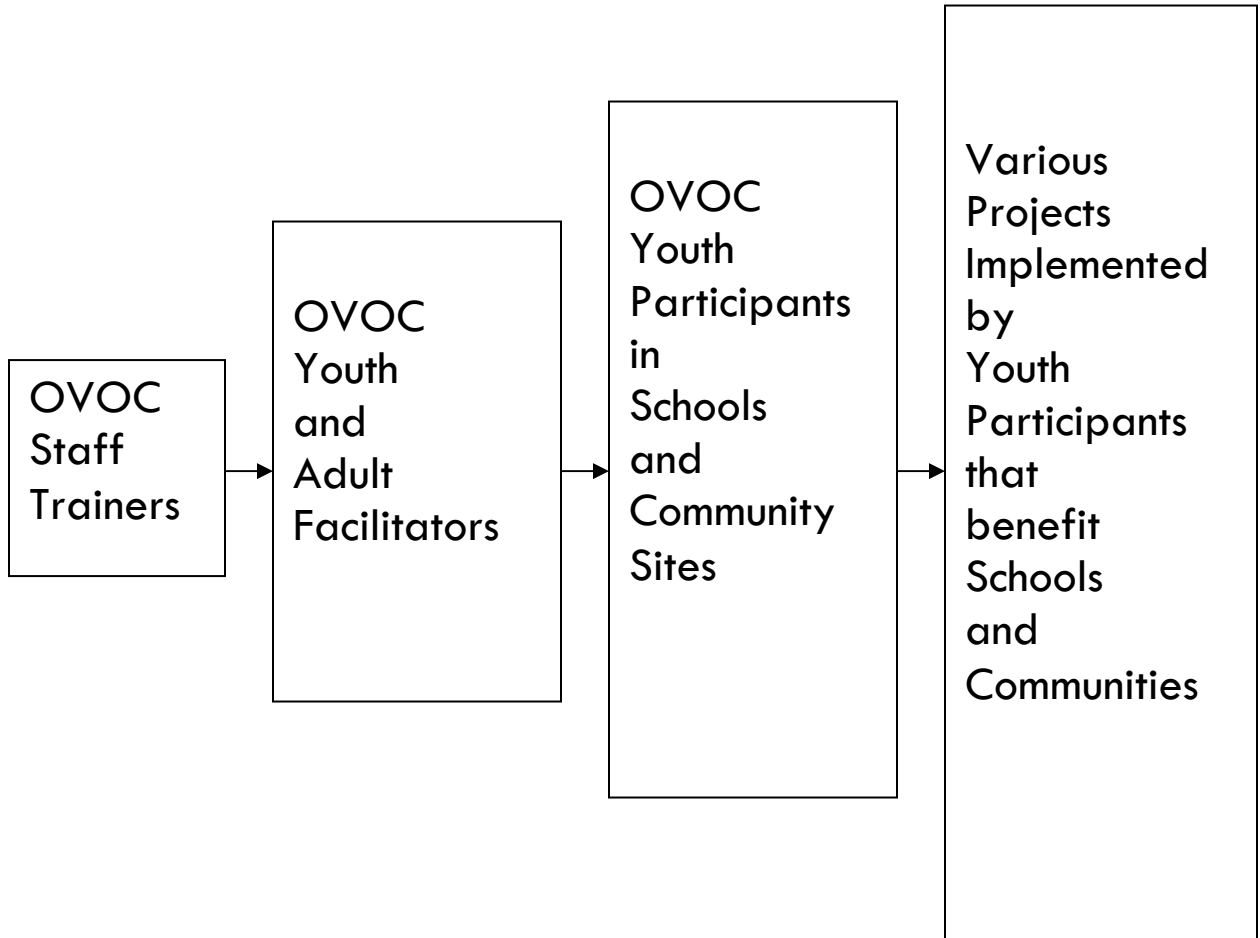 OVOC
Staff
Trainers
OVOC
Youth
and
Adult
Facilitators
OVOC
Youth
Participants
in
Schools
and
Community
Sites
Various
Projects
Implemented
by
Youth
Participants
that
benefit
Schools
and
Communities